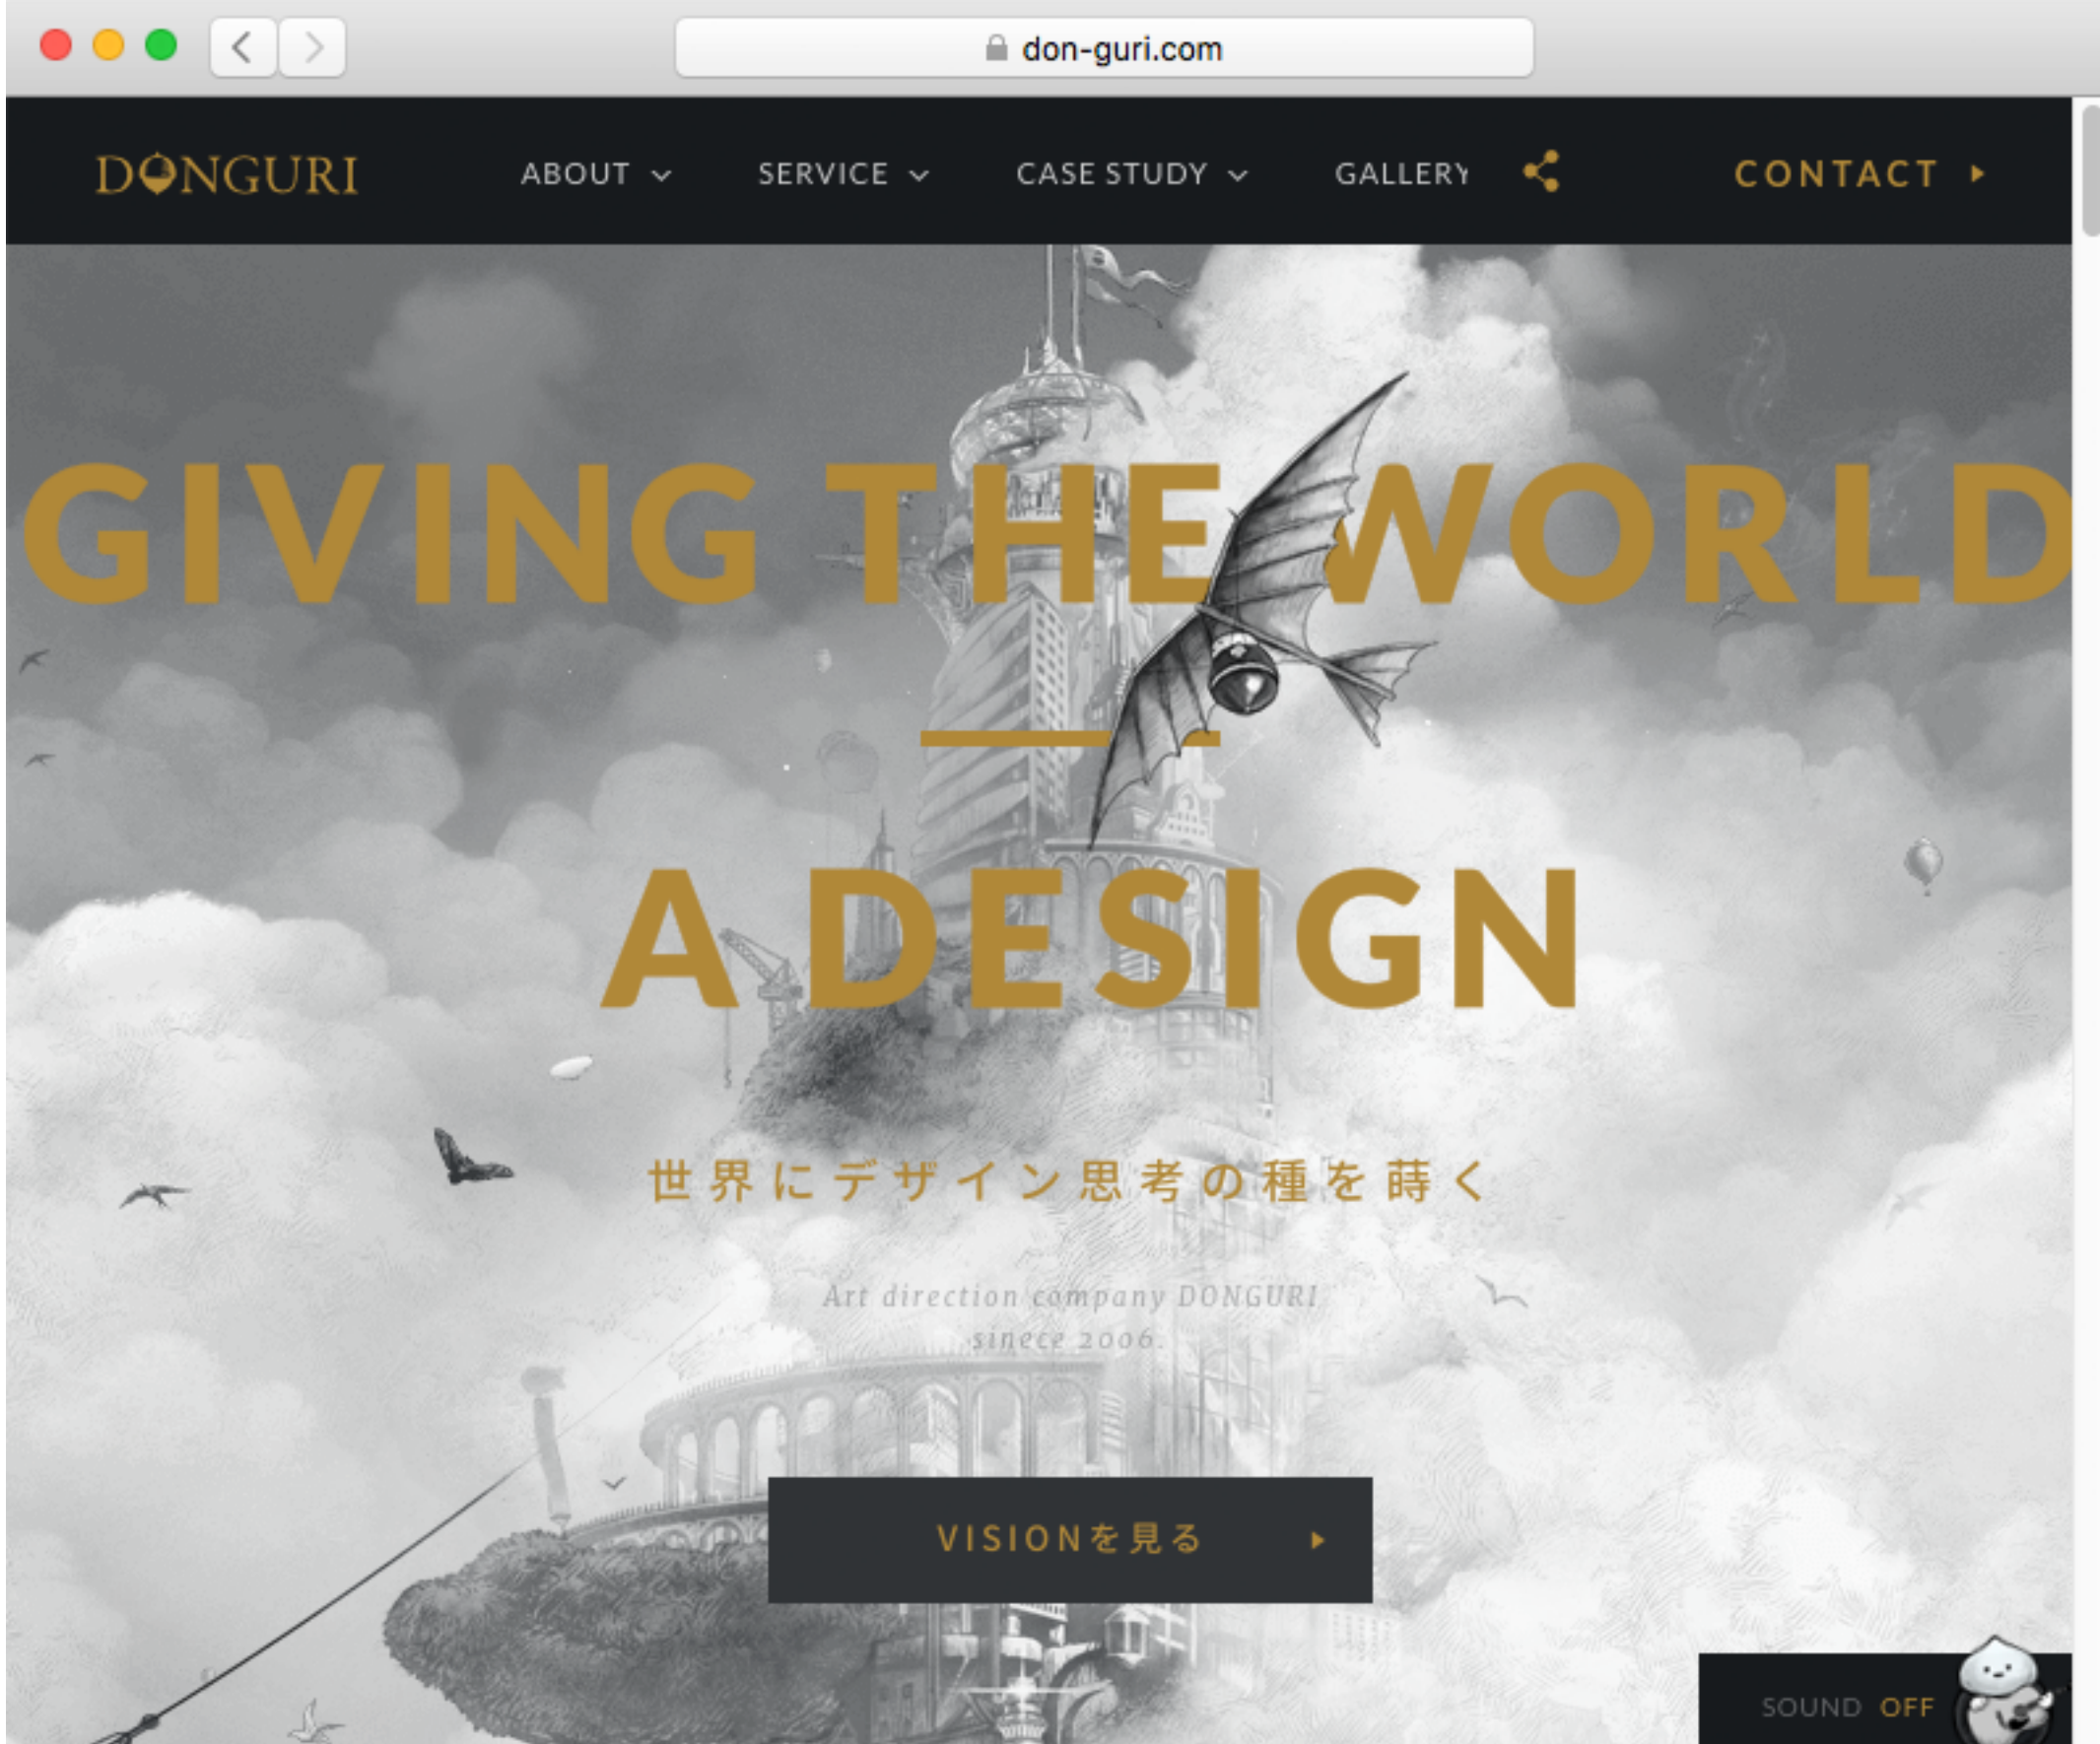 don-guri.com
DONGURI
ABOUT
SERVICE
CASE STUDY
GALLERY
CONTACT
GIVING THE WORLD
A DESIGN
世界にデザイン思考の種を蒔く
Art direction company DONGURI
sinece 2006.
VISIONを見る
SOUND OFF